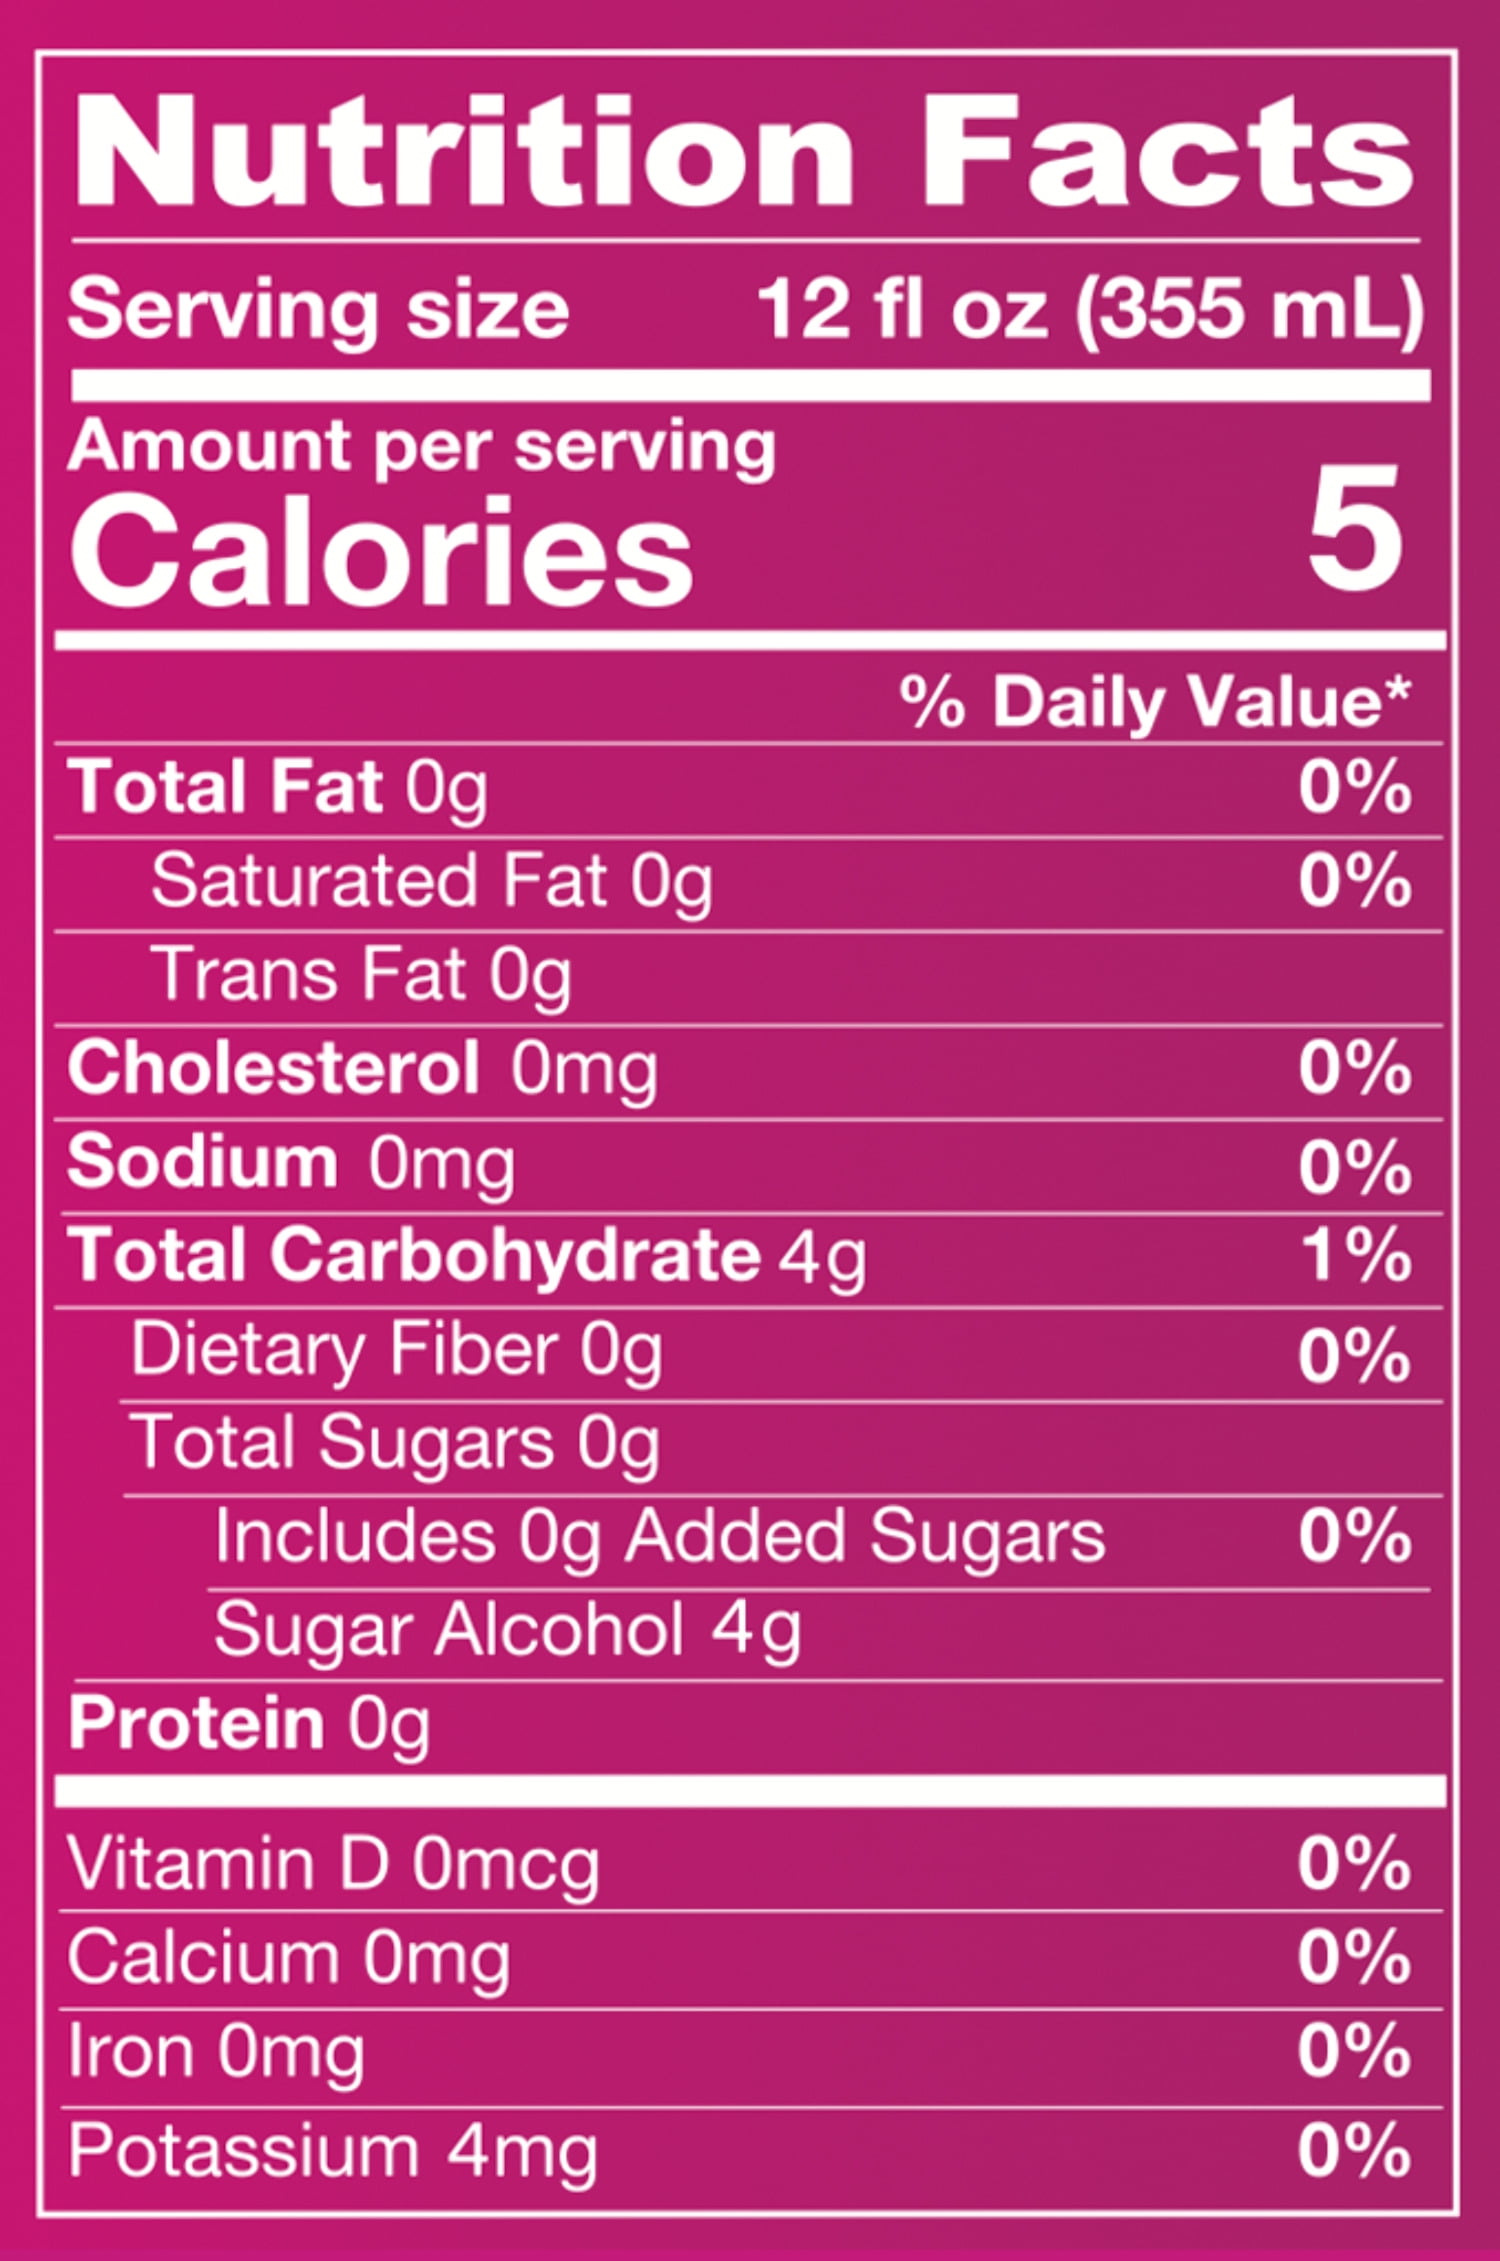 Nutrition Facts
Serving size 12 fl oz (355 mL)
Amount per serving
Calories 5
% Daily Value*
Total Fat 0g 0%
Saturated Fat 0g 0%
Trans Fat 0g
Cholesterol 0mg 0%
Sodium 0mg 0%
Total Carbohydrate 4g 1%
Dietary Fiber 0g 0%
Total Sugars 0g
Includes 0g Added Sugars 0%
Sugar Alcohol 4g
Protein 0g
Vitamin D 0mcg 0%
Calcium 0mg 0%
Iron 0mg 0%
Potassium 4mg 0%